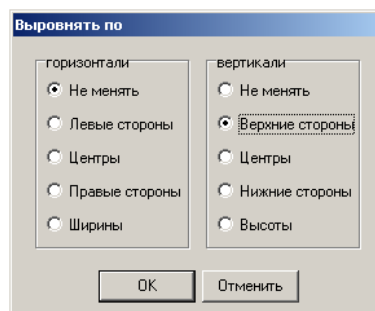 Выровнять по
горизонтали
Не менять
Левые стороны
Центры
Правые стороны
Ширины
вертикали
Не менять
Верхние стороны
Центры
Нижние стороны
Высоты
OK
Отменить